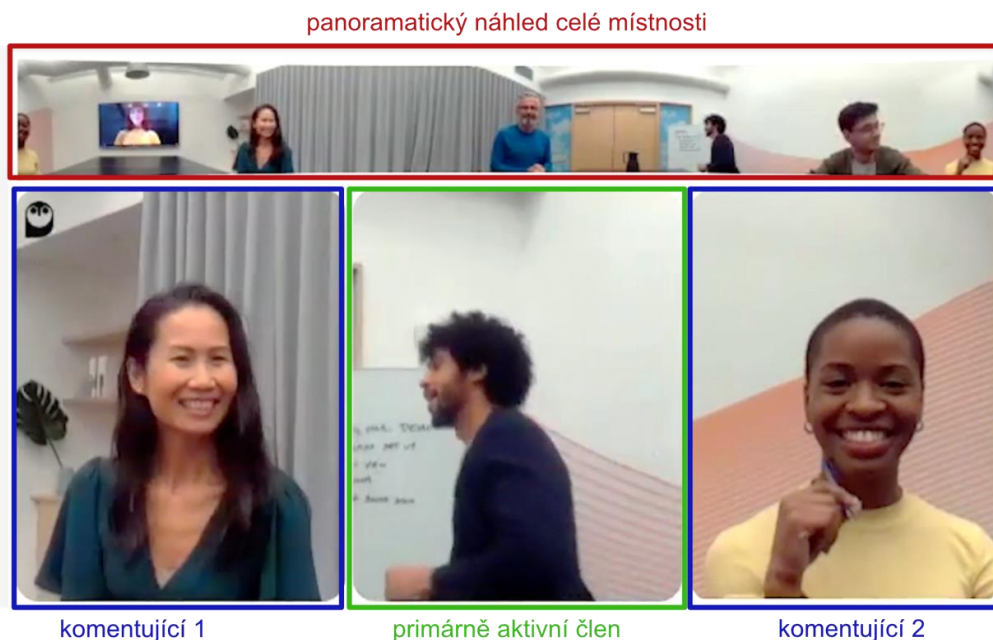 panoramatický náhled celé místnosti
komentující 1
primárně aktivní člen
komentující 2